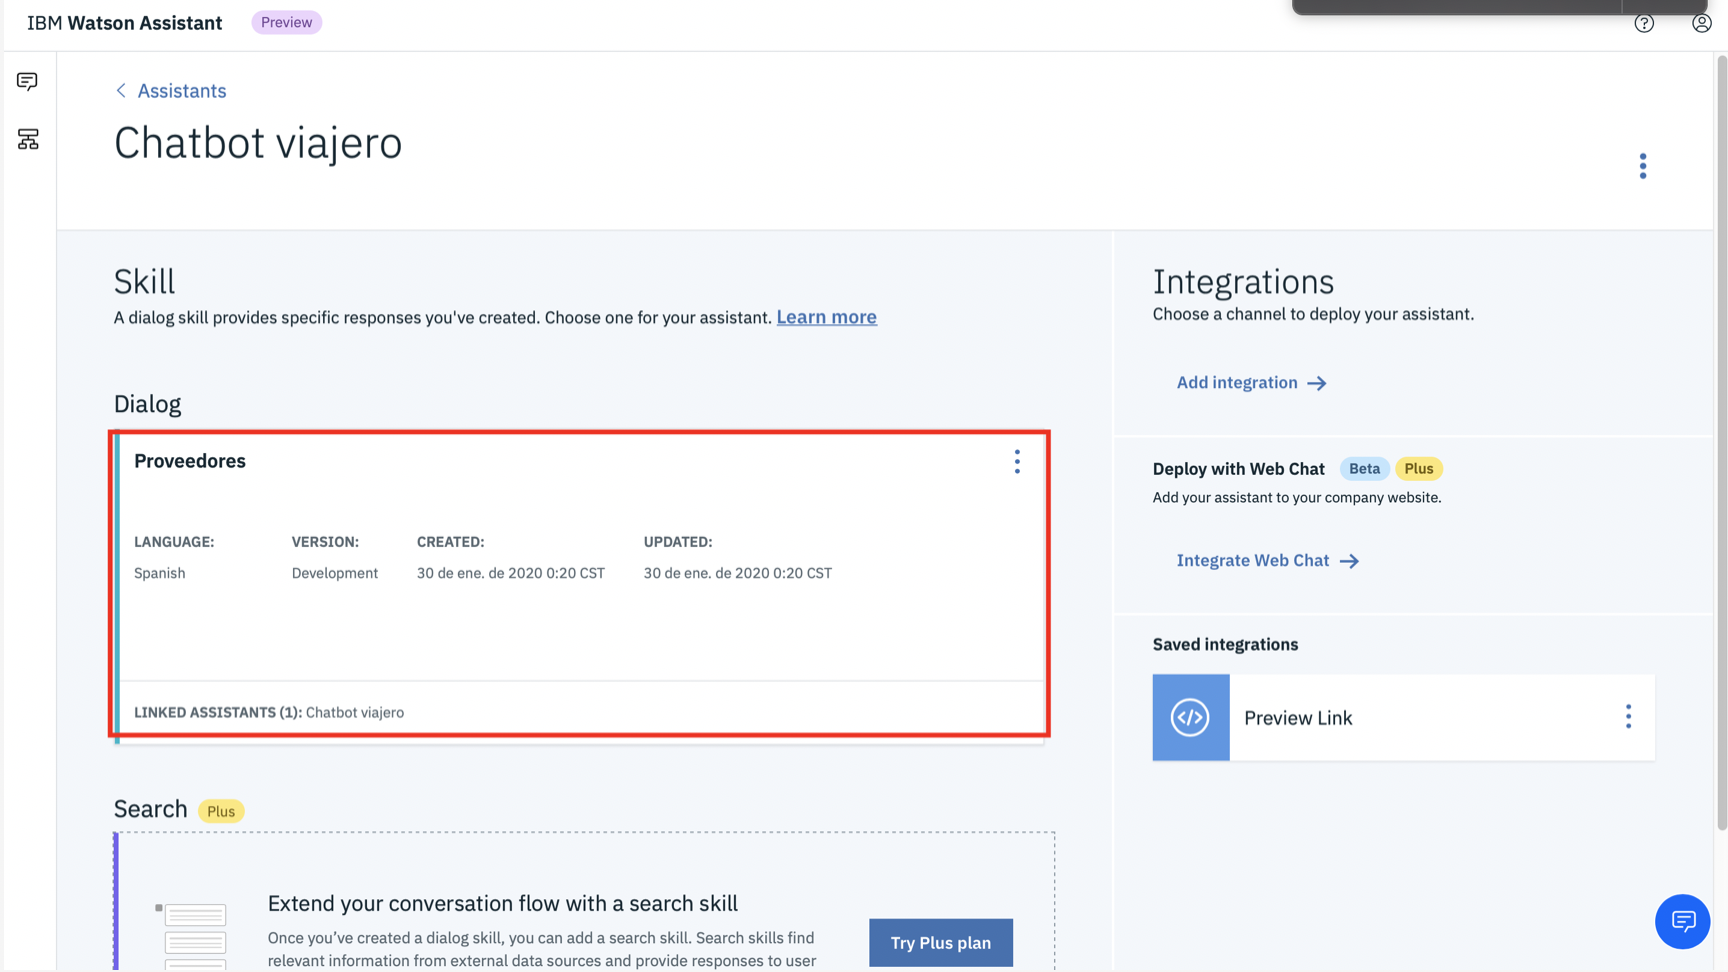 IBM Watson Assistant Preview
Assistants
Chatbot viajero
Skill
A dialog skill provides specific responses you've created. Choose one for your assistant. Learn more
Dialog
Proveedores
LANGUAGE: VERSION: CREATED: UPDATED:
Spanish Development 30 de ene. de 2020 0:20 CST 30 de ene. de 2020 0:20 CST
LINKED ASSISTANTS (1): Chatbot viajero
Search Plus
Extend your conversation flow with a search skill
Once you've created a dialog skill, you can add a search skill. Search skills find
relevant information from external data sources and provide responses to user
Try Plus plan
Integrations
Choose a channel to deploy your assistant.
Add integration
Deploy with Web Chat Beta Plus
Add your assistant to your company website.
Integrate Web Chat
Saved integrations
Preview Link